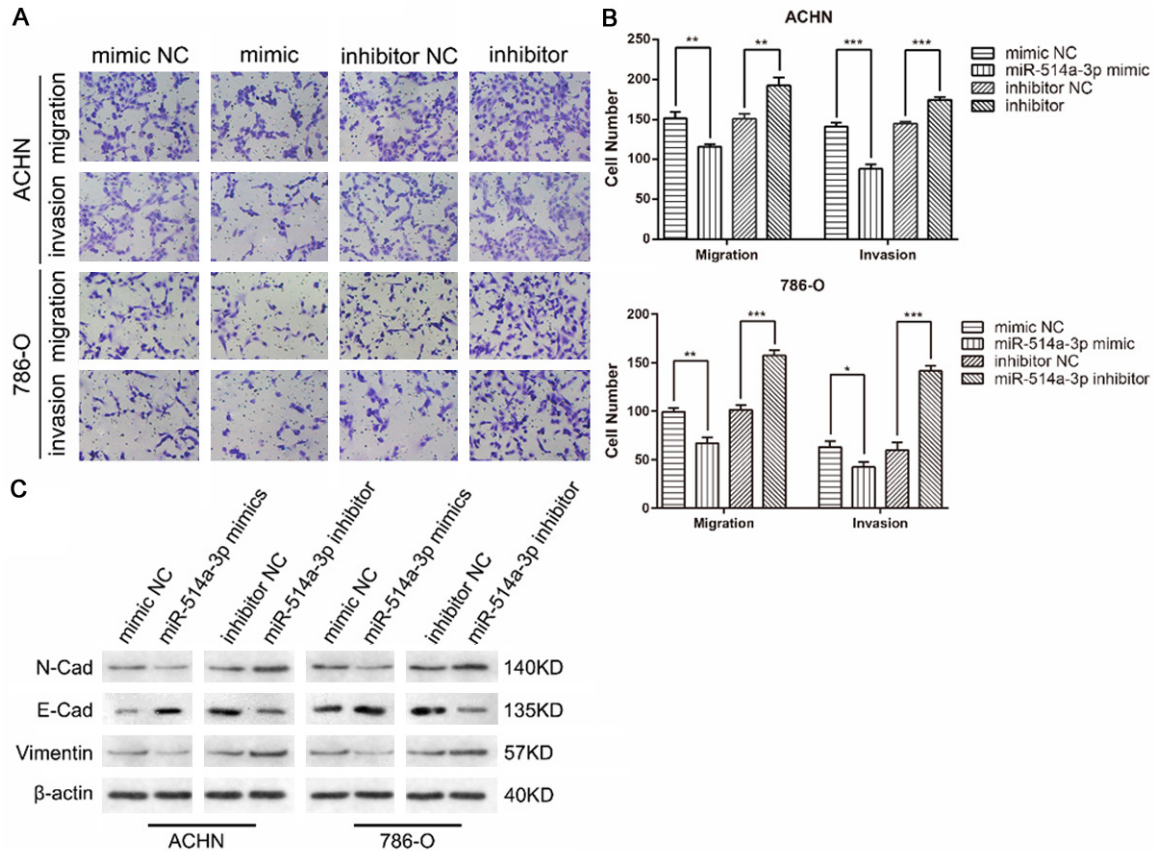 A
mimic NC
mimic
inhibitor NC
inhibitor
ACHN
migration
invasion
786-O
migration
invasion
B
ACHN
Cell Number
250
200
150
100
50
0
**
**
***
***
Migration
Invasion
mimic NC
miR-514a-3p mimic
inhibitor NC
inhibitor
786-O
Cell Number
200
150
100
50
0
**
***
*
***
Migration
Invasion
mimic NC
miR-514a-3p mimic
inhibitor NC
miR-514a-3p inhibitor
C
mimic NC
miR-514a-3p mimics
inhibitor NC
miR-514a-3p inhibitor
mimic NC
miR-514a-3p mimics
inhibitor NC
miR-514a-3p inhibitor
N-Cad 140KD
E-Cad 135KD
Vimentin 57KD
β-actin 40KD
ACHN
786-O